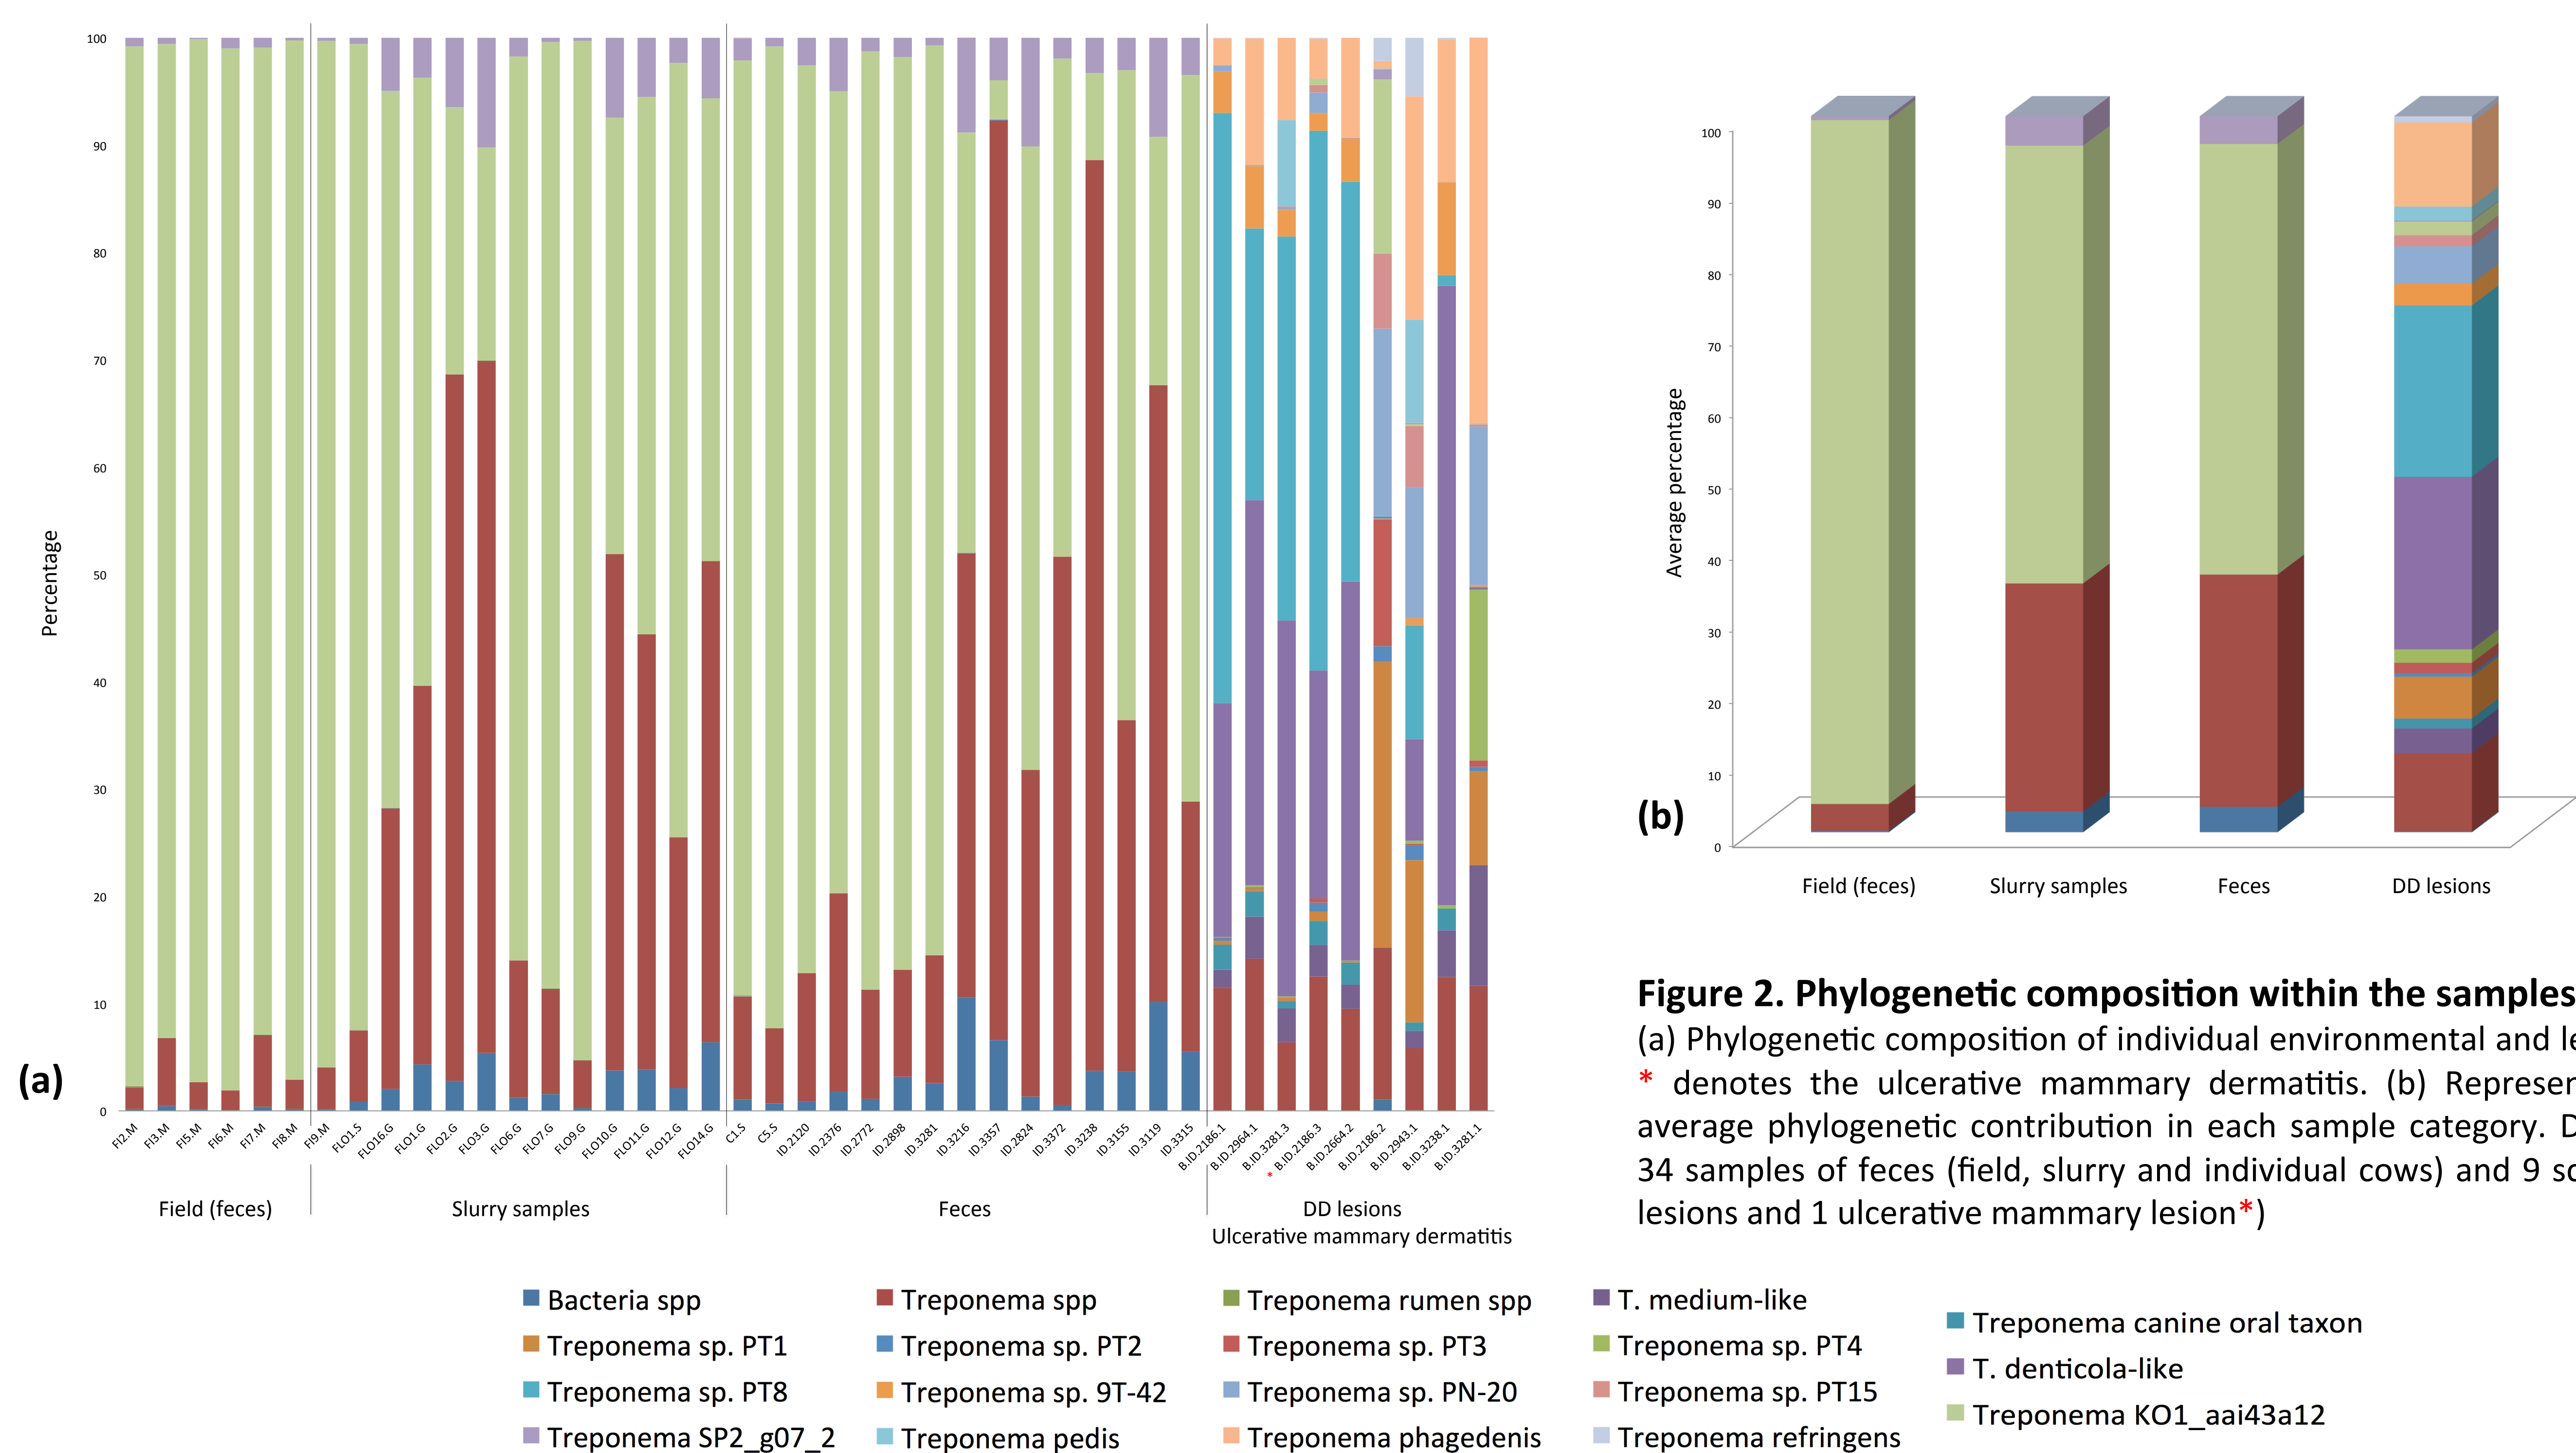 100
90
80
70
60
50
40
30
20
10
0
Percentage
(a)
FI2.M
FI3.M
FI5.M
FI6.M
FI7.M
FI8.M
FI9.M
FLO1.S
FLO16.G
FLO1.G
FLO2.G
FLO3.G
FLO6.G
FLO7.G
FLO9.G
FLO10.G
FLO11.G
FLO12.G
FLO14.G
C1.S
C5.S
ID.2120
ID.2376
ID.2772
ID.2898
ID.3281
ID.3216
ID.3357
ID.2824
ID.3372
ID.3238
ID.3155
ID.3119
ID.3315
B.ID.2186.1
B.ID.2964.1
B.ID.3281.3
*
B.ID.2186.3
B.ID.2664.2
B.ID.2186.2
B.ID.2943.1
B.ID.3238.1
B.ID.3281.1
Field (feces)
Slurry samples
Feces
DD lesions
Ulcerative mammary dermatitis
100
90
80
70
60
50
40
30
20
10
0
Average percentage
(b)
Field (feces)
Slurry samples
Feces
DD lesions
Figure 2. Phylogenetic composition within the samples
(a) Phylogenetic composition of individual environmental and le
* denotes the ulcerative mammary dermatitis. (b) Represen
average phylogenetic contribution in each sample category. D
34 samples of feces (field, slurry and individual cows) and 9 sc
lesions and 1 ulcerative mammary lesion*)
Bacteria spp
Treponema spp
Treponema rumen spp
T. medium-like
Treponema canine oral taxon
Treponema sp. PT1
Treponema sp. PT2
Treponema sp. PT3
Treponema sp. PT4
T. denticola-like
Treponema sp. PT8
Treponema sp. 9T-42
Treponema sp. PN-20
Treponema sp. PT15
Treponema KO1_aai43a12
Treponema SP2_g07_2
Treponema pedis
Treponema phagedenis
Treponema refringens